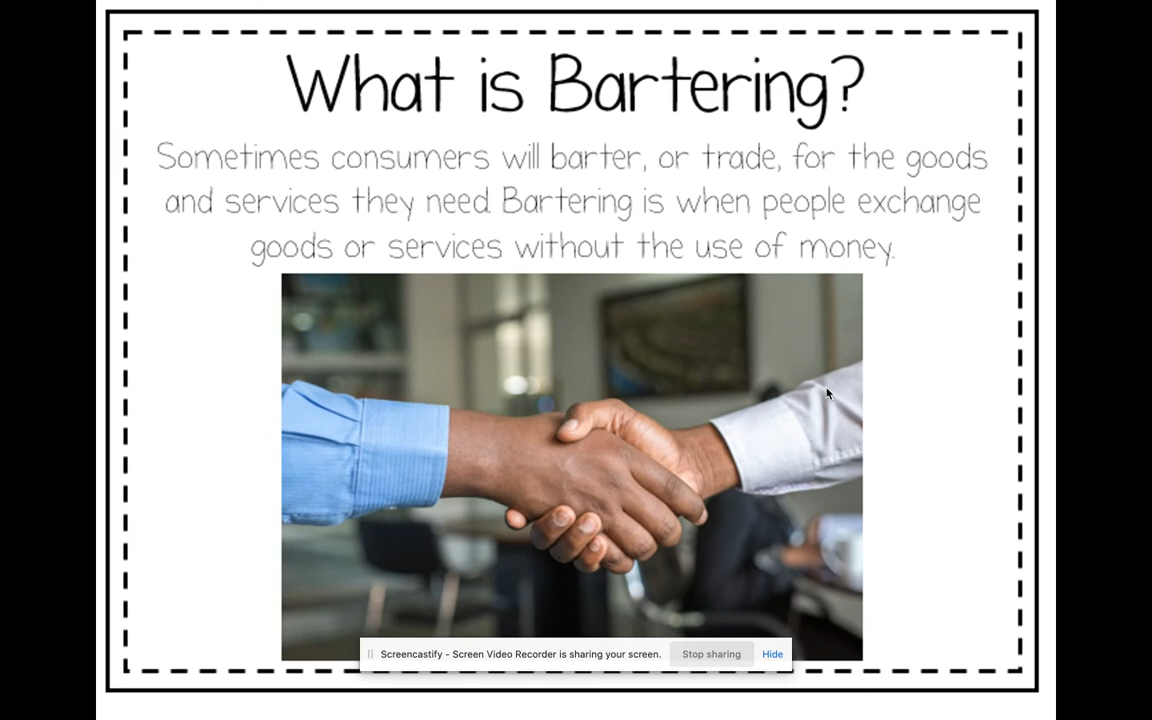 What is Bartering?
Sometimes consumers will barter, or trade, for the goods
and services they need. Bartering is when people exchange
goods or services without the use of money.
Screencastify - Screen Video Recorder is sharing your screen. Stop sharing Hide